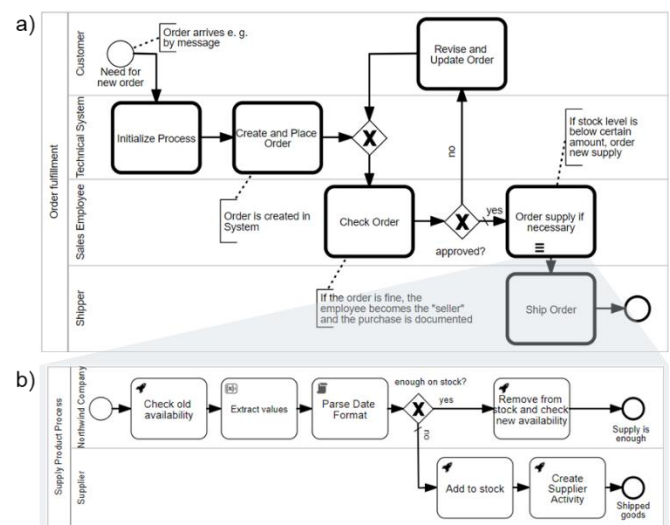 a)
Order fulfillment
Customer
Order arrives e. g.
by message
Need for
new order
Revise and
Update Order
Technical System
Initialize Process
Create and Place
Order
X
no
If stock level is
below certain
amount, order
new supply
Sales Employee
Order is created in
System
Check Order
X
yes
approved?
Order supply if
necessary
Shipper
If the order is fine, the
employee becomes the "seller"
and the purchase is documented
Ship Order
b)
Supply Product Process
Northwind Company
Check old
availability
Extract values
Parse Date
Format
enough on stock?
X
yes
no
Remove from
stock and check
new availability
Supply is
enough
Supplier
Add to stock
Create
Supplier
Activity
Shipped
goods